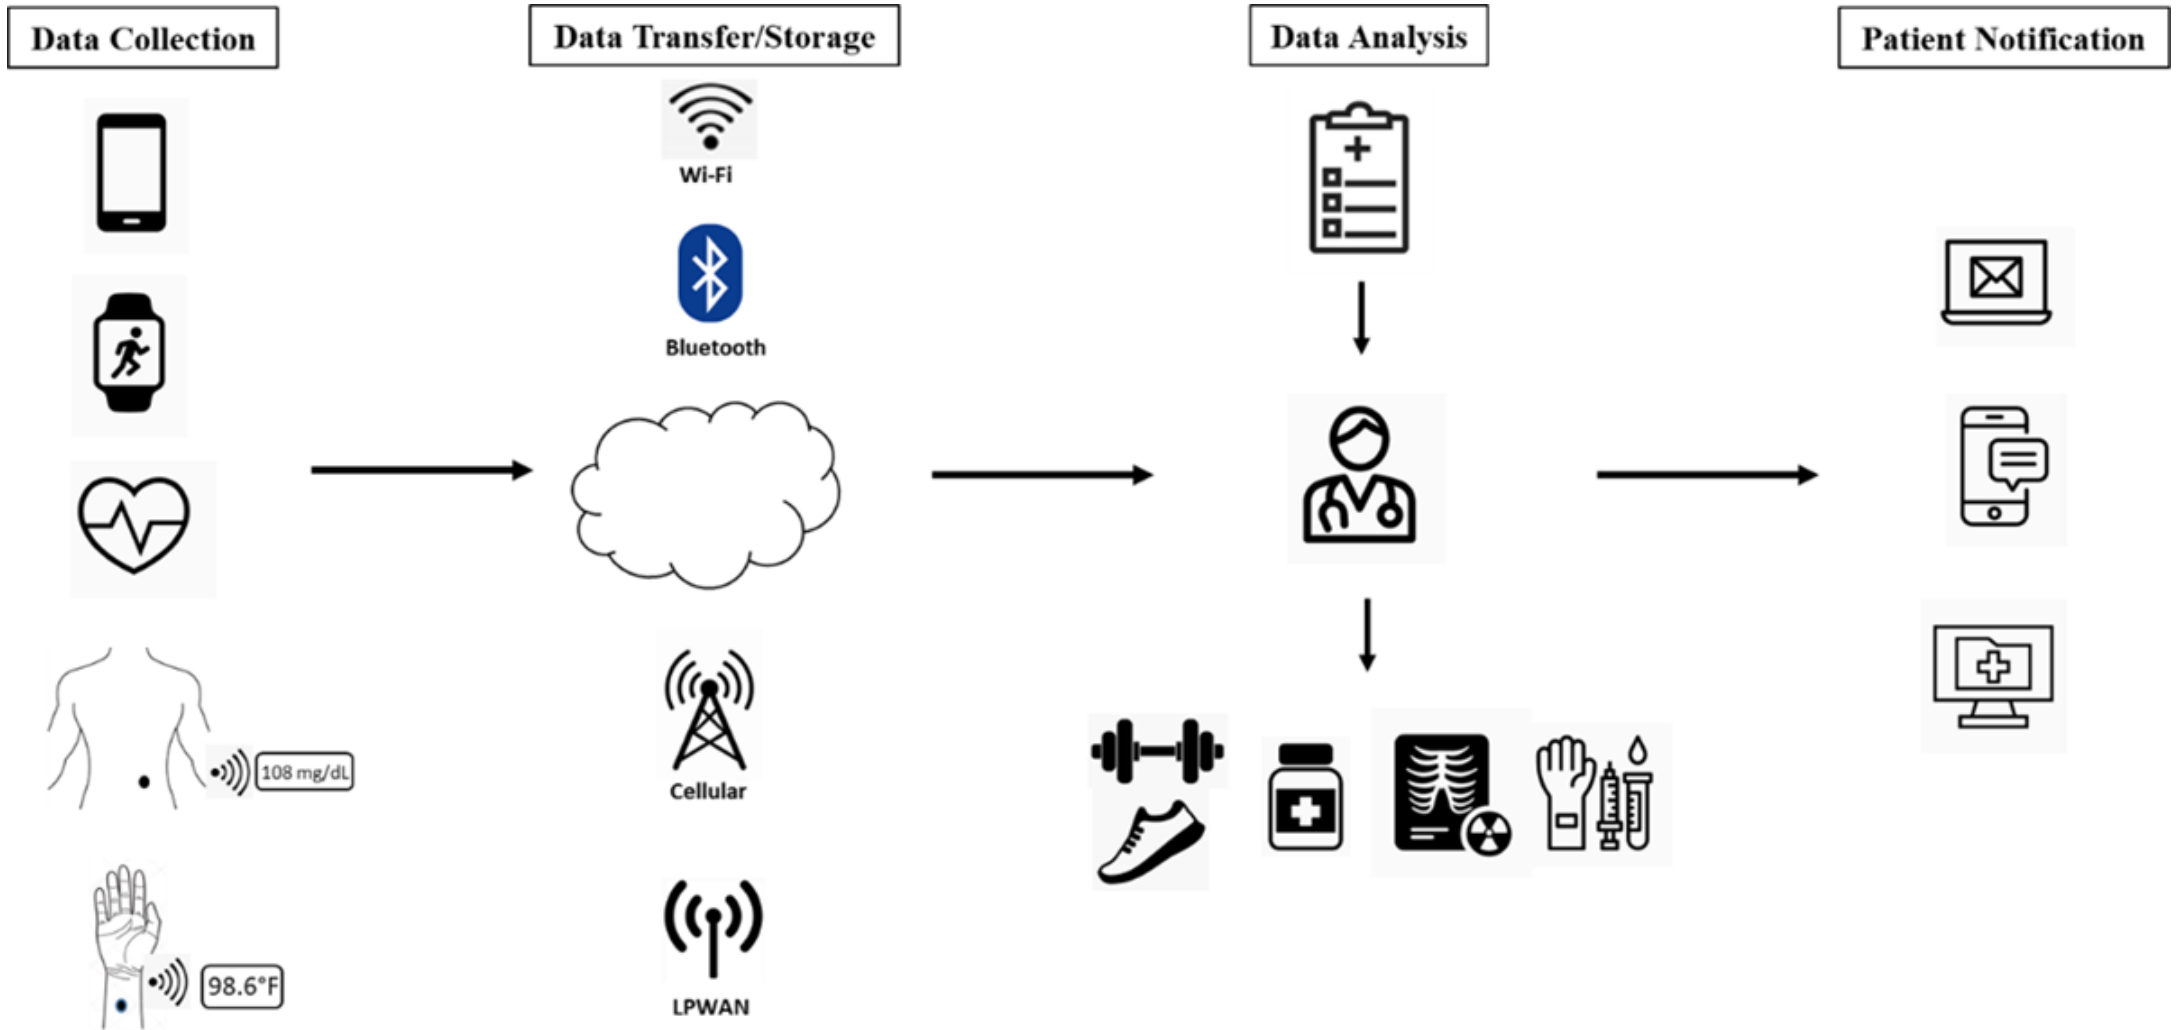 Data Collection
Data Transfer/Storage
Data Analysis
Patient Notification
Wi-Fi
Bluetooth
108 mg/dL
Cellular
98.6°F
LPWAN